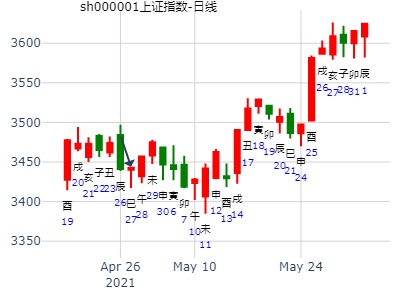 sh000001上证指数-日线
3600
3550
3500
3450
3400
3350
酉
19
戌
20
亥
21
子
22
丑
23
辰
26
巳
27
午
28
未
29
申
30
寅
6
卯
7
午
10
未
11
申
12
酉
13
戌
14
丑
17
寅
18
卯
19
辰
20
巳
21
申
24
酉
25
戌
26
亥
27
子
28
卯
31
辰
1
Apr 26
2021
May 10
May 24